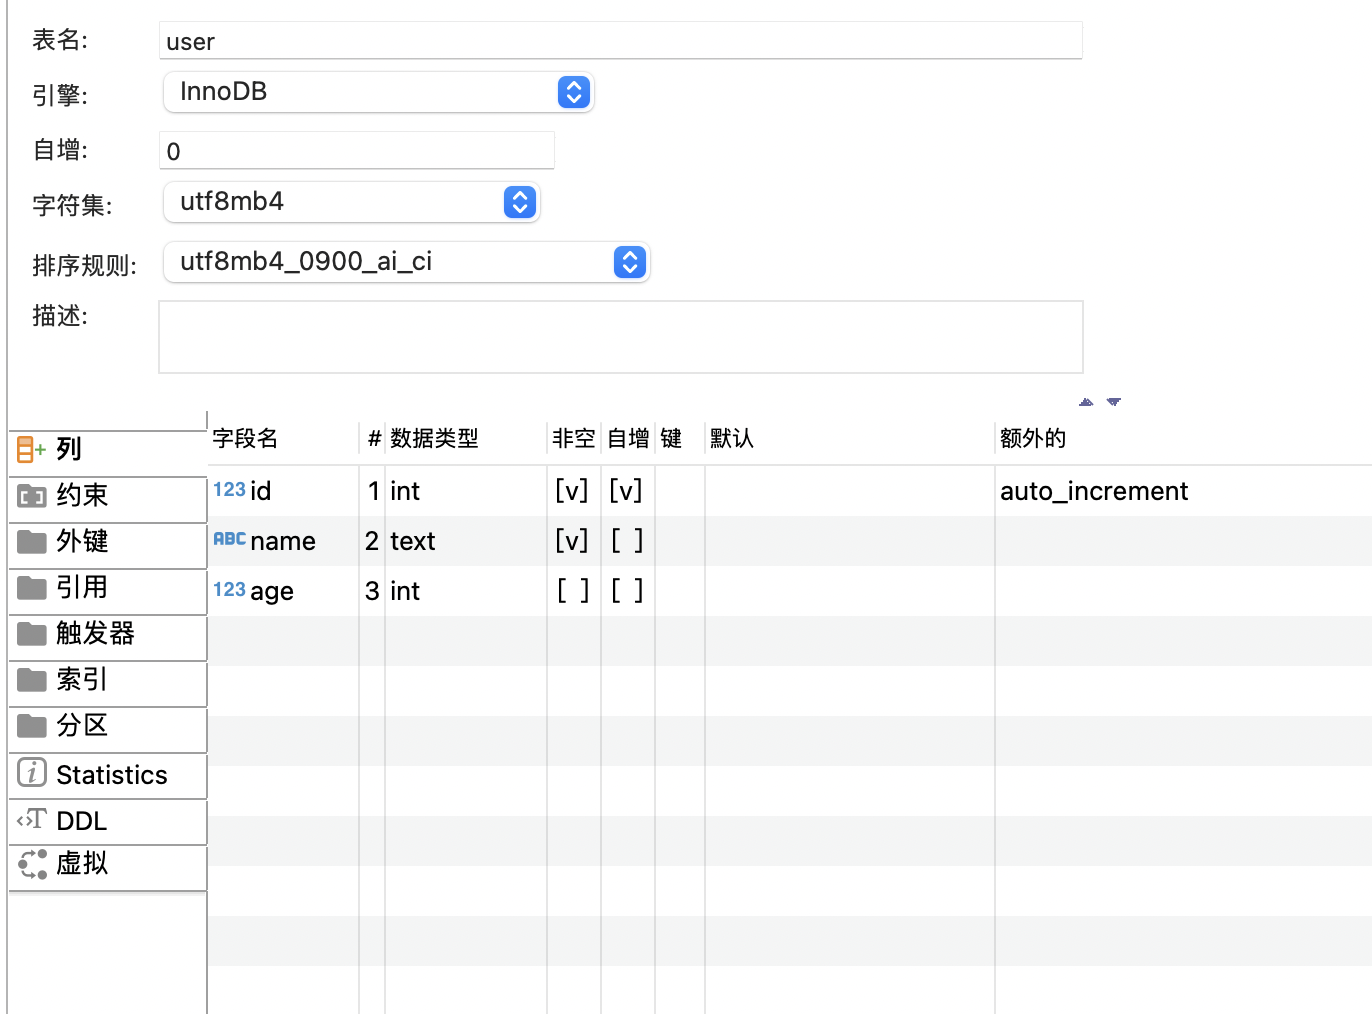 表名: user
引擎: InnoDB
自增: 0
字符集: utf8mb4
排序规则: utf8mb4_0900_ai_ci
描述:
列
约束
外键
引用
触发器
索引
分区
Statistics
DDL
虚拟
字段名 # 数据类型 非空 自增 键 默认 额外的
123 id 1 int [v] [v] auto_increment
ABC name 2 text [v] [ ]
123 age 3 int [ ] [ ]